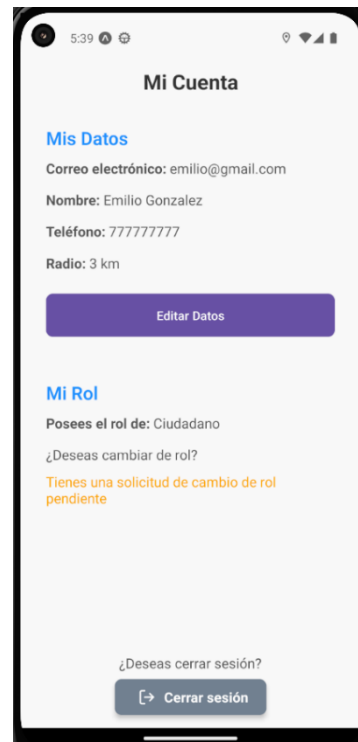 5:39
Mi Cuenta
Mis Datos
Correo electrónico: emilio@gmail.com
Nombre: Emilio Gonzalez
Teléfono: 777777777
Radio: 3 km
Editar Datos
Mi Rol
Posees el rol de: Ciudadano
¿Deseas cambiar de rol?
Tienes una solicitud de cambio de rol
pendiente
¿Deseas cerrar sesión?
Cerrar sesión